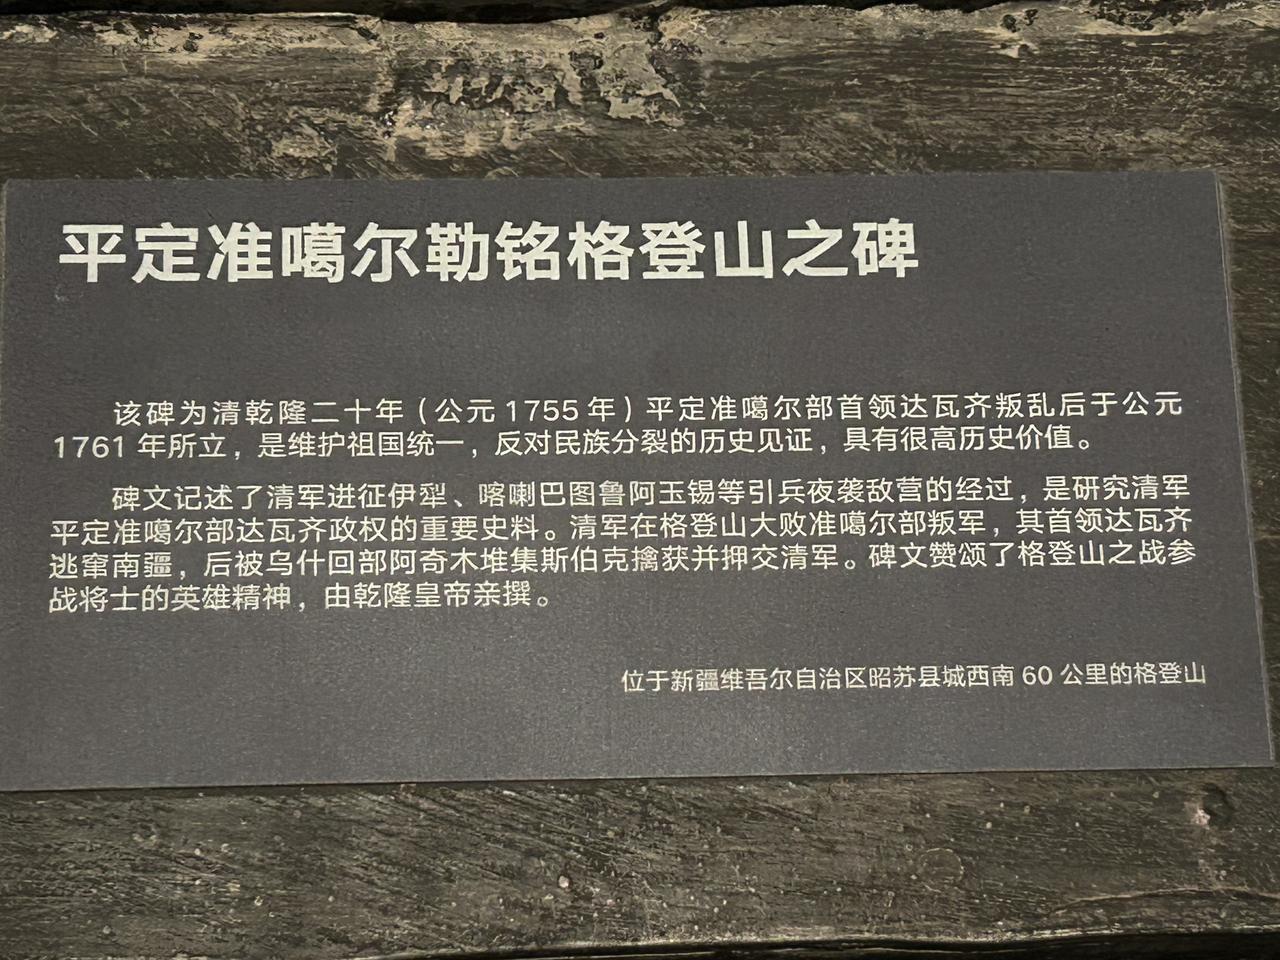 平定准噶尔勒铭格登山之碑
该碑为清乾隆二十年（公元1755年）平定准噶尔部首领达瓦齐叛乱后于公元
1761年所立，是维护祖国统一，反对民族分裂的历史见证，具有很高历史价值。
碑文记述了清军进征伊犁、喀喇巴图鲁阿玉锡等引兵夜袭敌营的经过，是研究清军
平定准噶尔部达瓦齐政权的重要史料。清军在格登山大败准噶尔部叛军，其首领达瓦齐
逃窜南疆，后被乌什回部阿奇木堆集斯伯克擒获并押交清军。碑文赞颂了格登山之战参
战将士的英雄精神，由乾隆皇帝亲撰。
位于新疆维吾尔自治区昭苏县城西南60公里的格登山